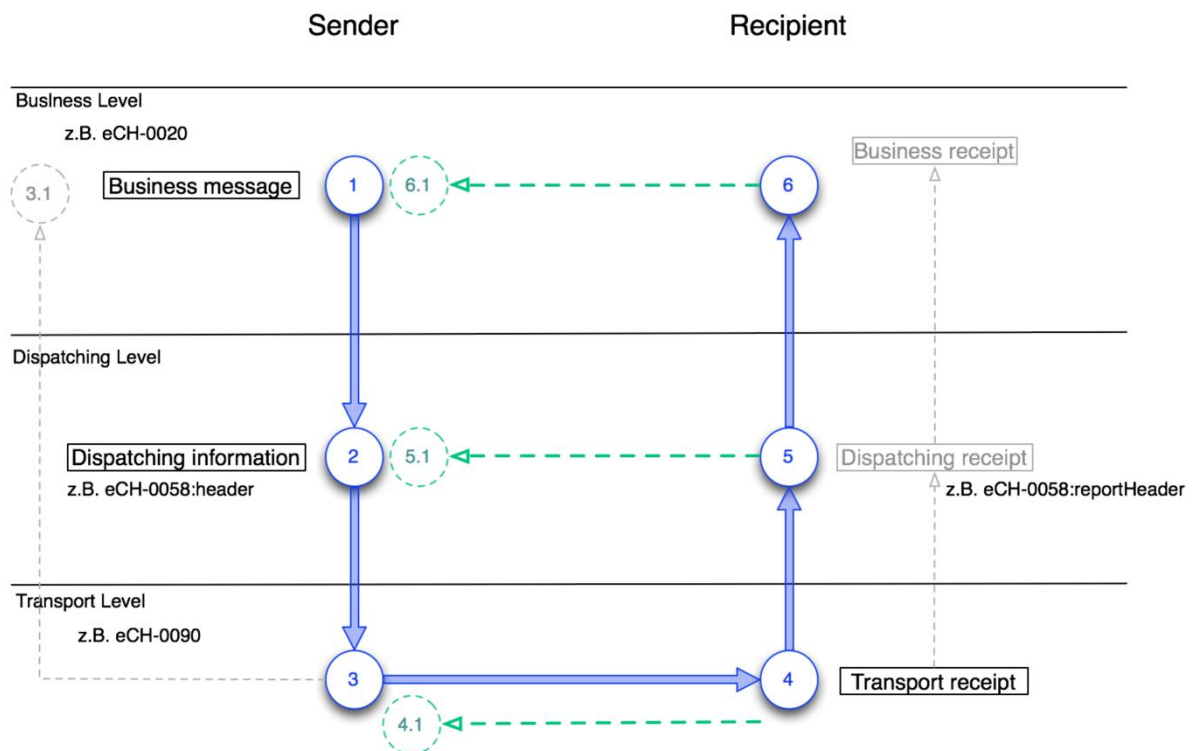 Sender
Recipient
Business Level
z.B. eCH-0020
Business receipt
3.1
Business message
1
6.1
6
Dispatching Level
Dispatching information
2
5.1
5
Dispatching receipt
z.B. eCH-0058:header
z.B. eCH-0058:reportHeader
Transport Level
z.B. eCH-0090
3
4
Transport receipt
4.1